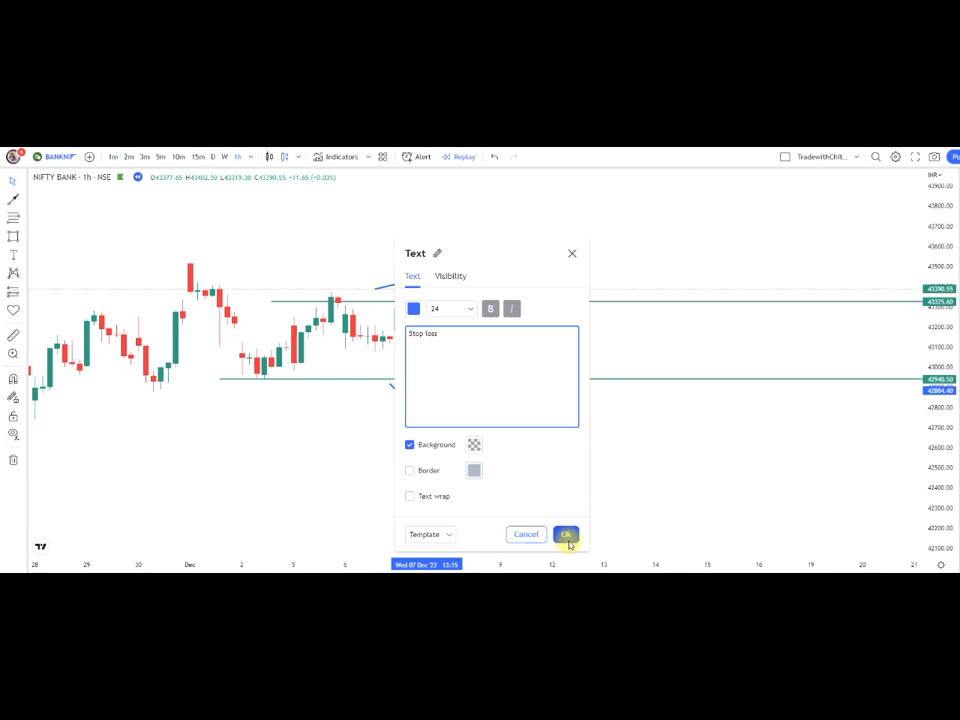 BANKNIF
1m 2m 3m 5m 10m 15m D W 1h
Indicators
Alert
Replay
TradewithChIt...
Pu
NIFTY BANK · 1h · NSE
O43377.65 H43402.50 L43319.30 C43390.55 +11.65 (+0.03%)
INR
43900.00
43800.00
43700.00
43600.00
43500.00
43390.55
43325.60
43200.00
43100.00
43000.00
42940.50
42884.40
42800.00
42700.00
42600.00
42500.00
42400.00
42300.00
42200.00
42100.00
Text
Text Visibility
24 B I
Stop loss
Background
Border
Text wrap
Template Cancel Ok
28 29 30 Dec 2 5 6 Wed 07 Dec '22 13:15 9 12 13 14 15 16 19 20 21